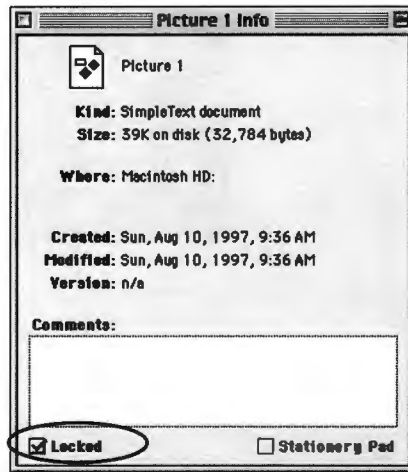 Picture 1 Info
Picture 1
Kind: SimpleText document
Size: 39K on disk (32,784 bytes)
Where: Macintosh HD:
Created: Sun, Aug 10, 1997, 9:36 AM
Modified: Sun, Aug 10, 1997, 9:36 AM
Version: n/a
Comments:
Locked Stationery Pad